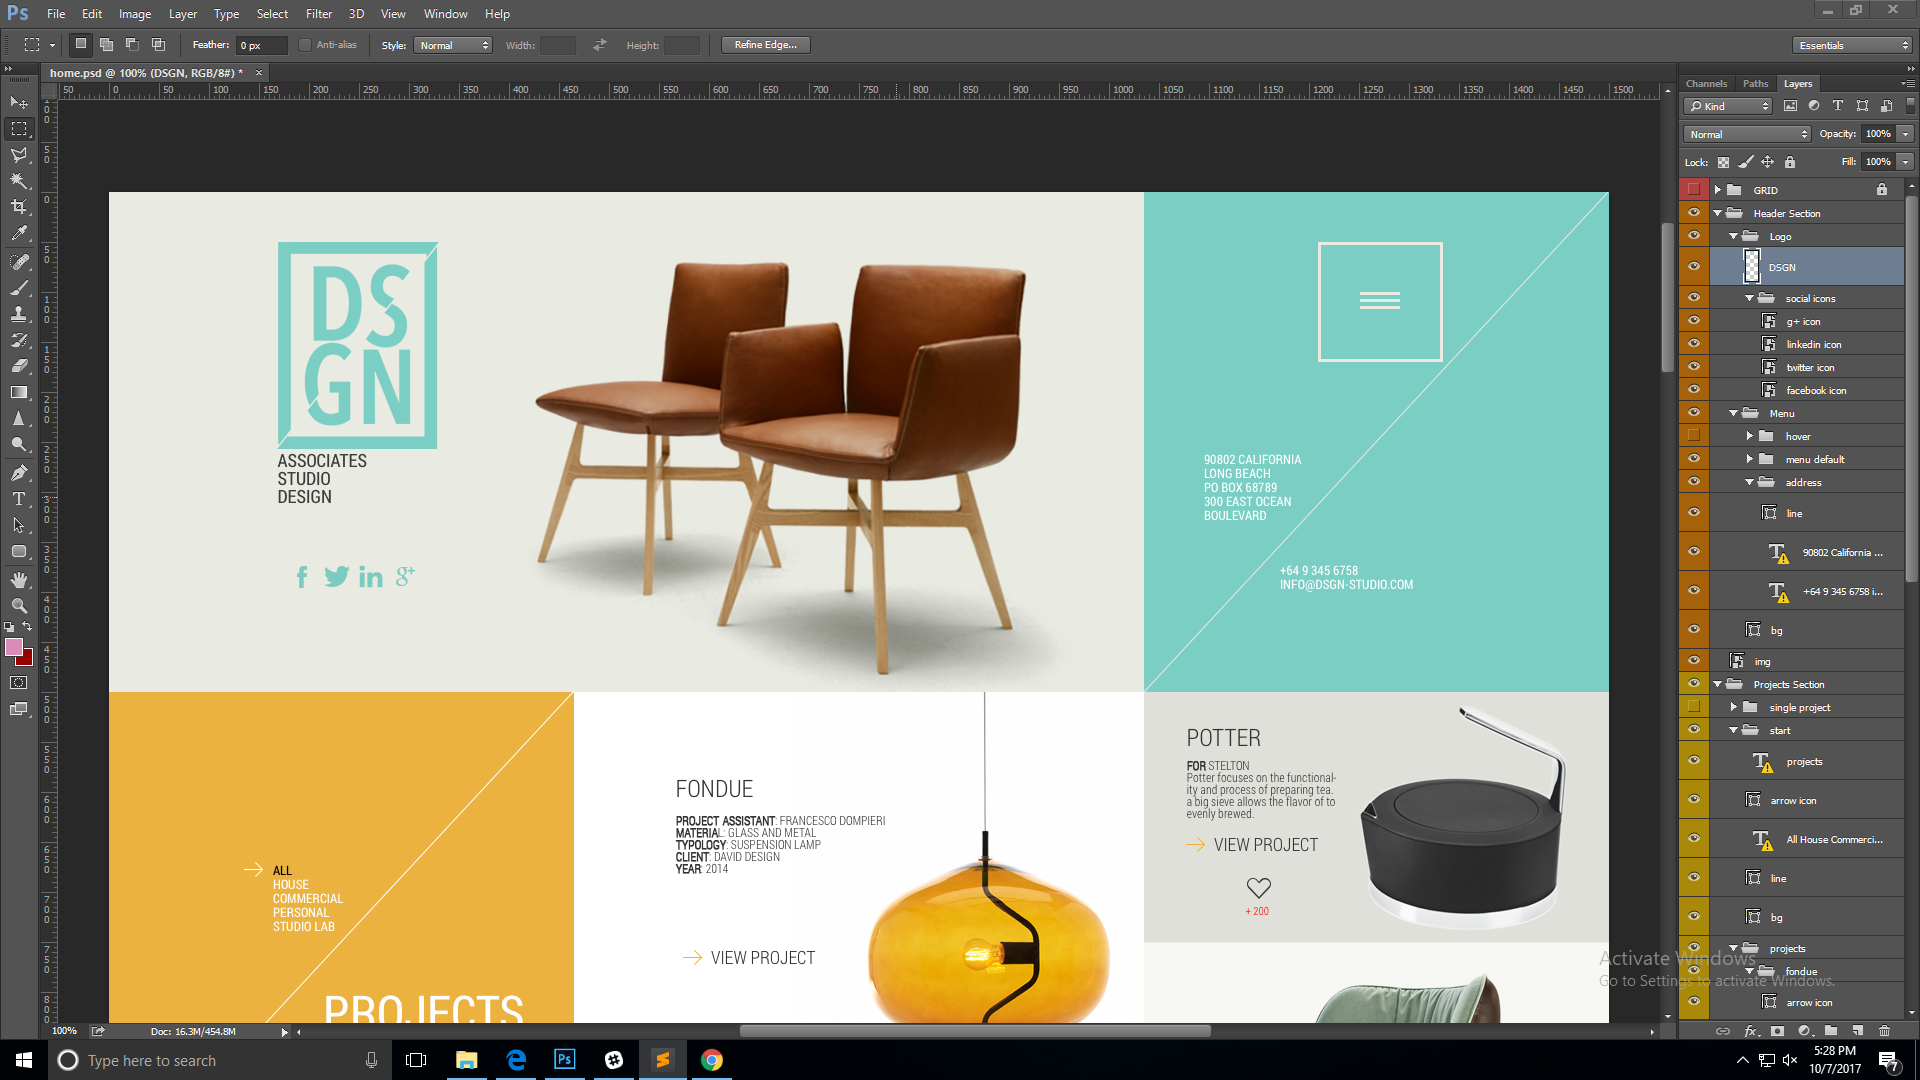 Ps File Edit Image Layer Type Select Filter 3D View Window Help
Feather: 0 px Anti-alias Style: Normal Width: Height: Refine Edge... Essentials
home.psd @ 100% (DSGN, RGB/8#) * ×
50 0 50 100 150 200 250 300 350 400 450 500 550 600 650 700 750 800 850 900 950 1000 1050 1100 1150 1200 1250 1300 1350 1400 1450 1500
DS
GN
ASSOCIATES
STUDIO
DESIGN
f in g+
90802 CALIFORNIA
LONG BEACH
PO BOX 68789
300 EAST OCEAN
BOULEVARD
+64 9 345 6758
INFO@DSGN-STUDIO.COM
ALL
HOUSE
COMMERCIAL
PERSONAL
STUDIO LAB
PROJECTS
FONDUE
PROJECT ASSISTANT: FRANCESCO DOMPIERI
MATERIAL: GLASS AND METAL
TYPOLOGY: SUSPENSION LAMP
CLIENT: DAVID DESIGN
YEAR: 2014
VIEW PROJECT
POTTER
FOR STELTON
Potter focuses on the functional-
ity and process of preparing tea.
a big sieve allows the flavor of to
evenly brewed.
VIEW PROJECT
+ 200
Channels Paths Layers
Kind
Normal Opacity: 100%
Lock: Fill: 100%
GRID
Header Section
Logo
DSGN
social icons
g+ icon
linkedin icon
twitter icon
facebook icon
Menu
hover
menu default
address
line
90802 California ...
+64 9 345 6758 i...
bg
img
Projects Section
single project
start
projects
arrow icon
All House Commerci...
line
bg
projects
fondue
arrow icon
Activate Windows
Go to Settings to activate Windows.
100% Doc: 16.3M/454.8M
Type here to search
5:28 PM
10/7/2017
7